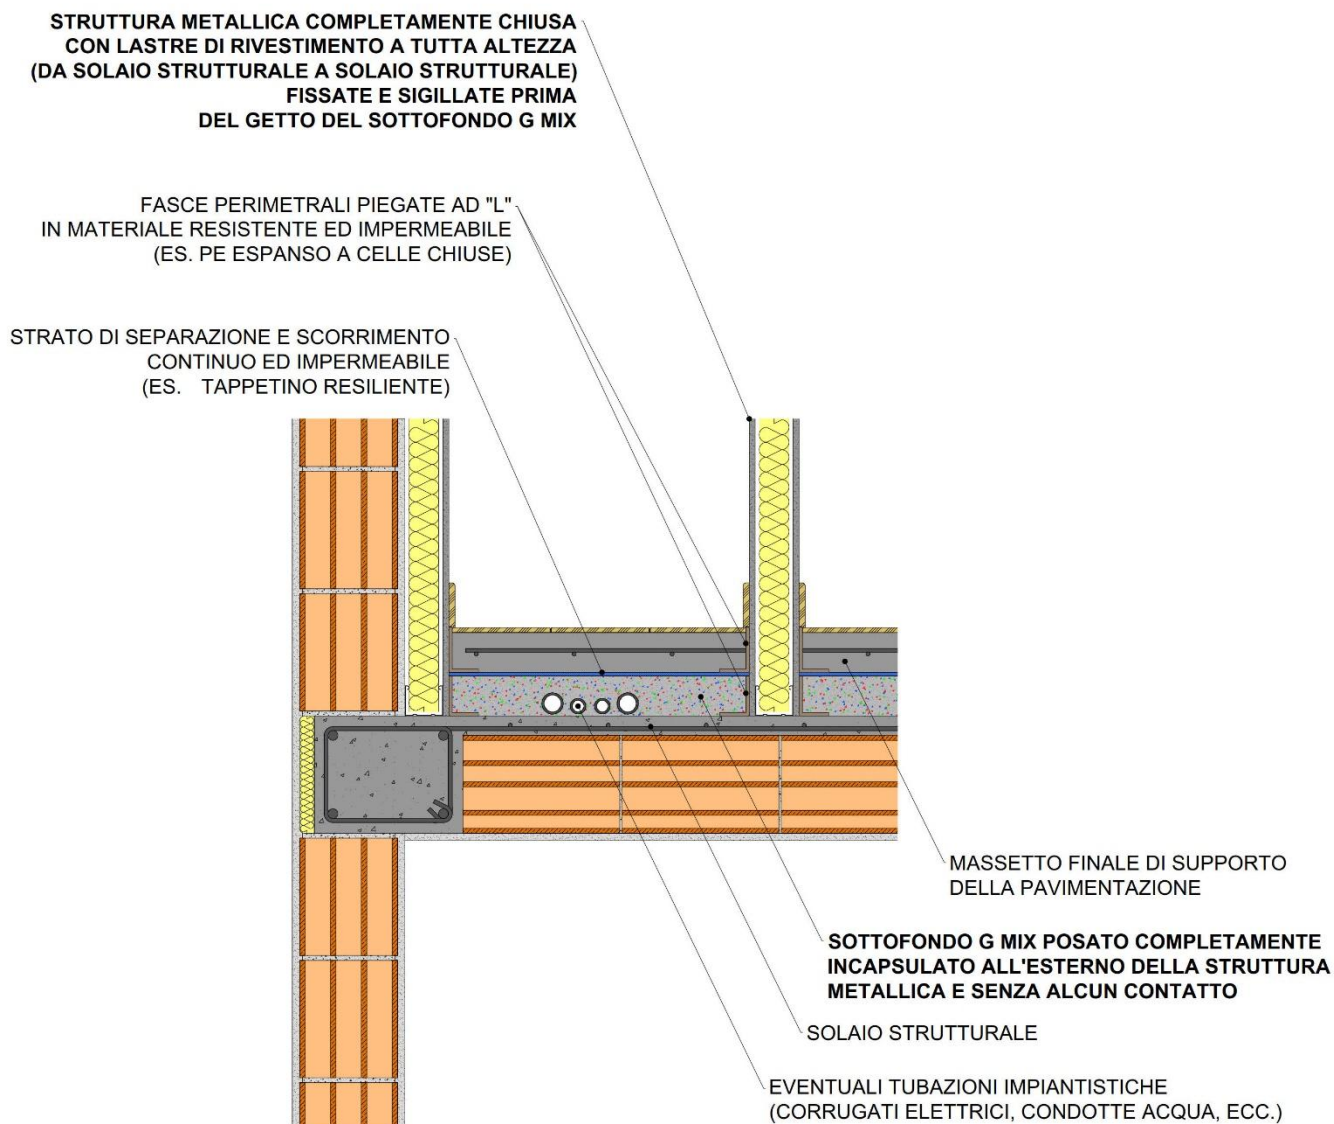 STRUTTURA METALLICA COMPLETAMENTE CHIUSA
CON LASTRE DI RIVESTIMENTO A TUTTA ALTEZZA
(DA SOLAIO STRUTTURALE A SOLAIO STRUTTURALE)
FISSATE E SIGILLATE PRIMA
DEL GETTO DEL SOTTOFONDO G MIX
FASCE PERIMETRALI PIEGATE AD "L"
IN MATERIALE RESISTENTE ED IMPERMEABILE
(ES. PE ESPANSO A CELLE CHIUSE)
STRATO DI SEPARAZIONE E SCORRIMENTO
CONTINUO ED IMPERMEABILE
(ES. TAPPETINO RESILIENTE)
MASSETTO FINALE DI SUPPORTO
DELLA PAVIMENTAZIONE
SOTTOFONDO G MIX POSATO COMPLETAMENTE
INCAPSULATO ALL'ESTERNO DELLA STRUTTURA
METALLICA E SENZA ALCUN CONTATTO
SOLAIO STRUTTURALE
EVENTUALI TUBAZIONI IMPIANTISTICHE
(CORRUGATI ELETTRICI, CONDOTTE ACQUA, ECC.)